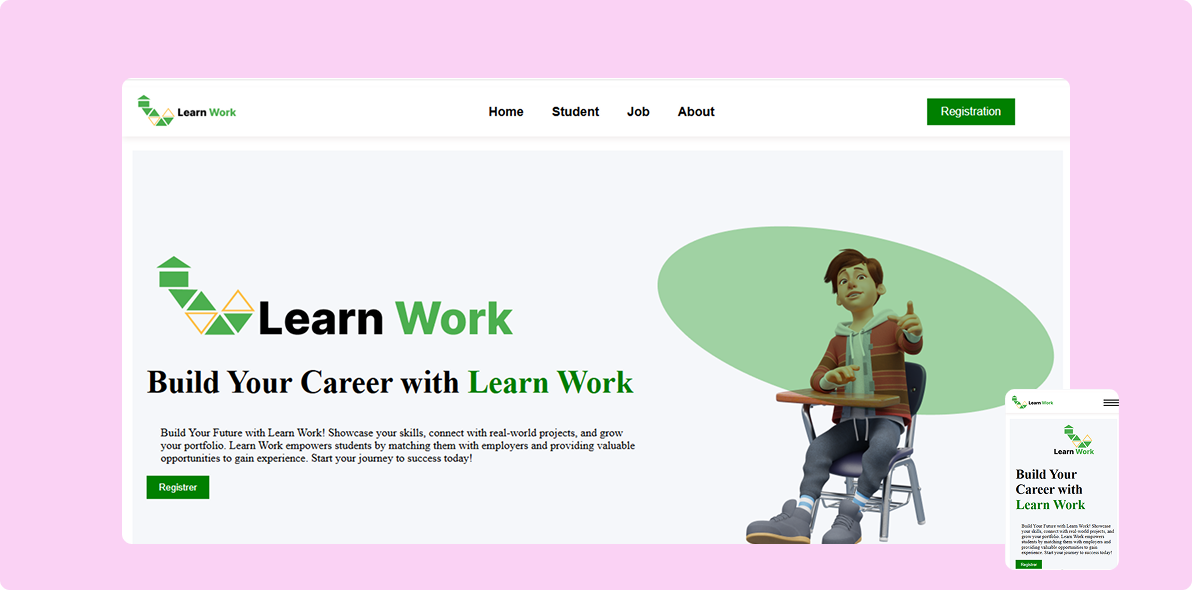 Learn Work
Home
Student
Job
About
Registration
Learn Work
Build Your Career with Learn Work
Build Your Future with Learn Work! Showcase your skills, connect with real-world projects, and grow
your portfolio. Learn Work empowers students by matching them with employers and providing valuable
opportunities to gain experience. Start your journey to success today!
Registrer
Learn Work
Learn Work
Build Your
Career with
Learn Work
Build Your Future with Learn Work! Showcase
your skills, connect with real-world projects, and
grow your portfolio. Learn Work empowers
students by matching them with employers and
providing valuable opportunities to gain
experience. Start your journey to success today!
Registrer